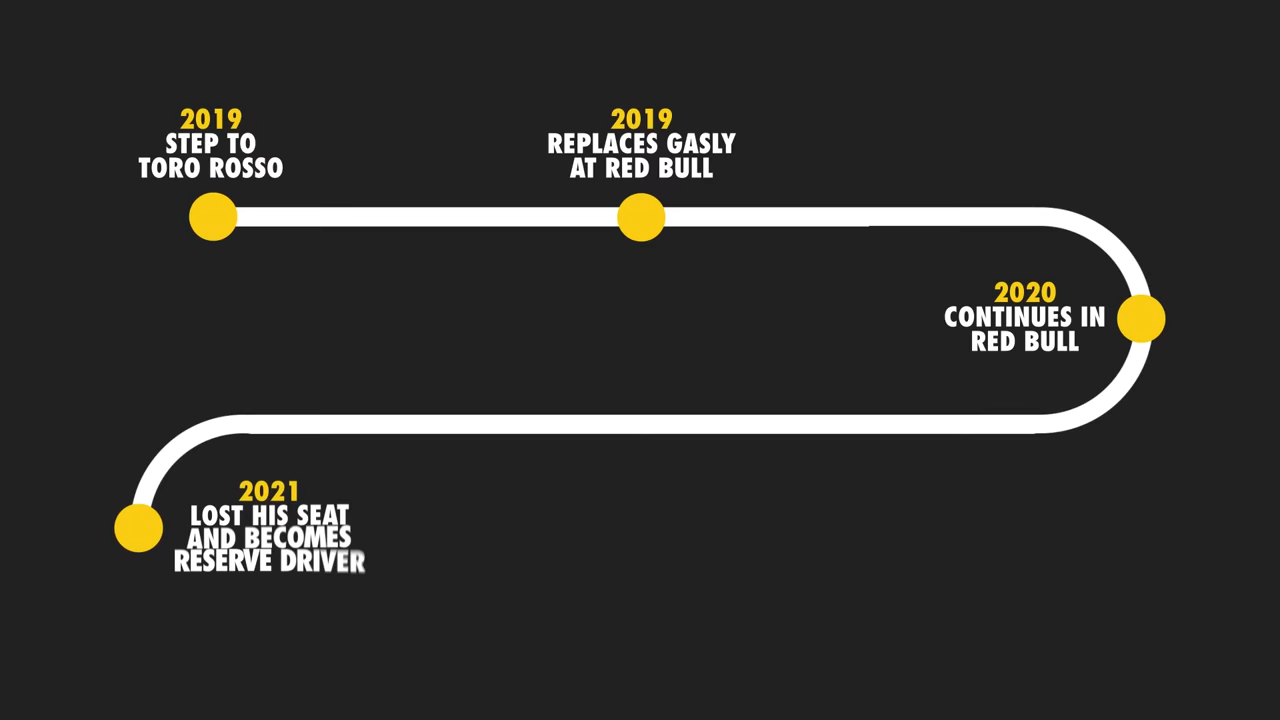 2019
STEP TO
TORO ROSSO
2019
REPLACES GASLY
AT RED BULL
2020
CONTINUES IN
RED BULL
2021
LOST HIS SEAT
AND BECOMES
RESERVE DRIVER